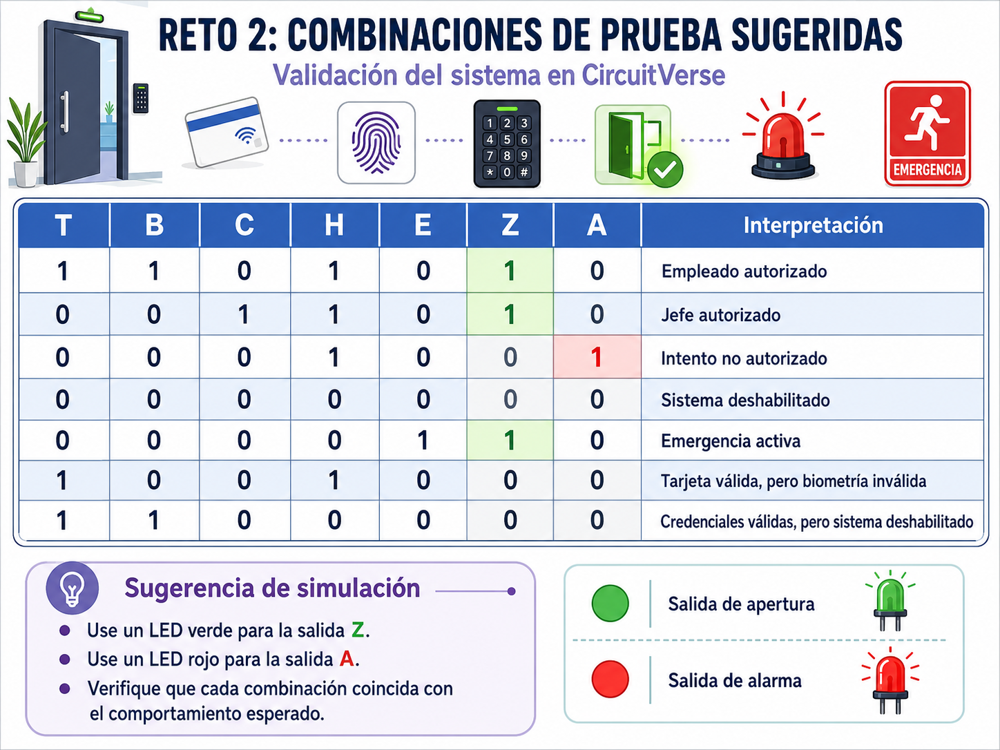 RETO 2: COMBINACIONES DE PRUEBA SUGERIDAS
Validación del sistema en CircuitVerse
1 2 3
4 5 6
7 8 9
* 0 #
EMERGENCIA
T B C H E Z A Interpretación
1 1 0 1 0 1 0 Empleado autorizado
0 0 1 1 0 1 0 Jefe autorizado
0 0 0 1 0 0 1 Intento no autorizado
0 0 0 0 0 0 0 Sistema deshabilitado
0 0 0 0 1 1 0 Emergencia activa
1 0 0 1 0 0 0 Tarjeta válida, pero biometría inválida
1 1 0 0 0 0 0 Credenciales válidas, pero sistema deshabilitado
Sugerencia de simulación
Use un LED verde para la salida Z.
Use un LED rojo para la salida A.
Verifique que cada combinación coincida con
el comportamiento esperado.
Salida de apertura
Salida de alarma